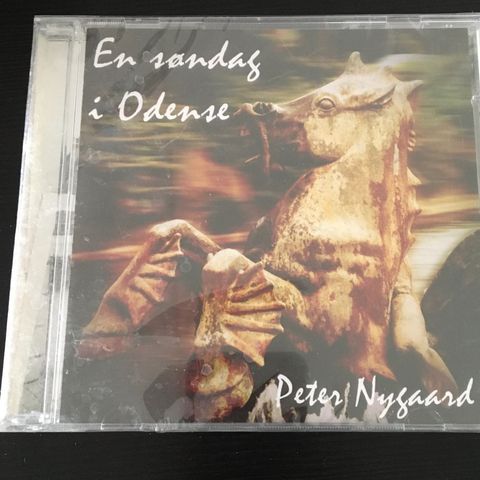 En søndag
i Odense
Peter Nygaard